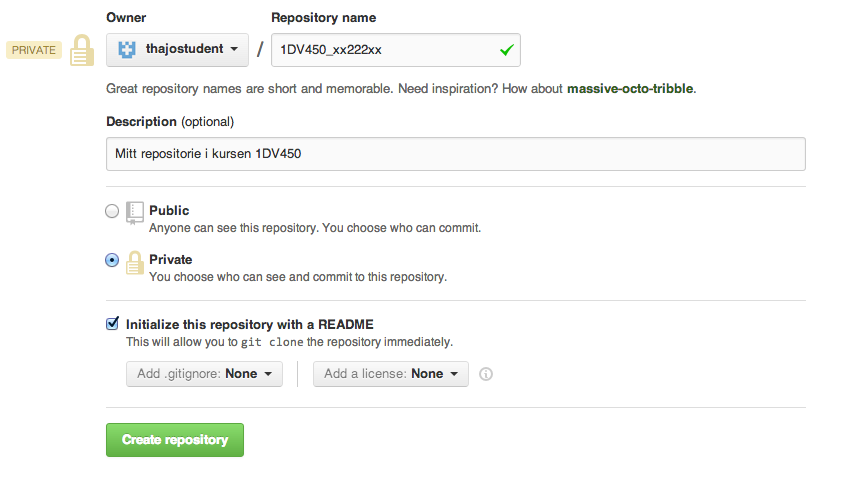 Owner
Repository name
PRIVATE
thajostudent / 1DV450_xx222xx
Great repository names are short and memorable. Need inspiration? How about massive-octo-tribble.
Description (optional)
Mitt repositorie i kursen 1DV450
Public
Anyone can see this repository. You choose who can commit.
Private
You choose who can see and commit to this repository.
Initialize this repository with a README
This will allow you to git clone the repository immediately.
Add .gitignore: None
Add a license: None
Create repository